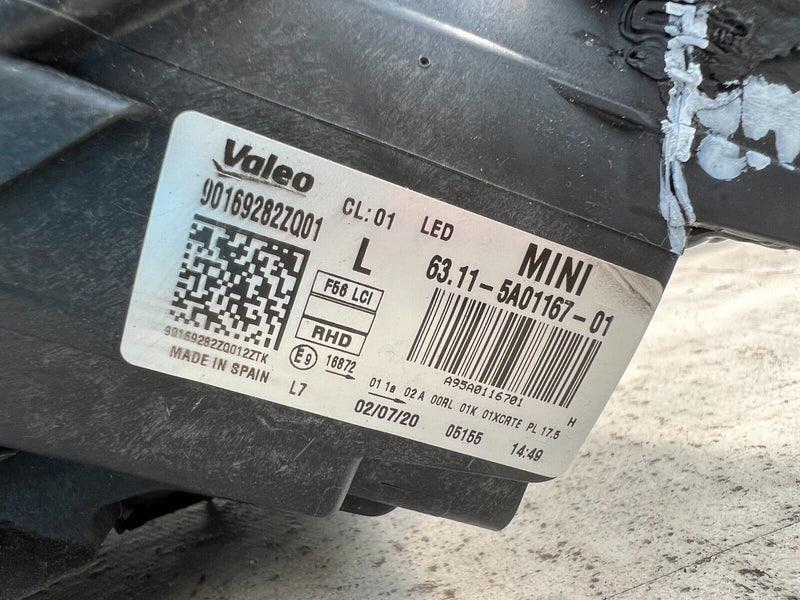 Valeo
90169282ZQ01
CL: 01 LED
MINI
L
63.11-5A01167-01
F56 LCI
RHD
A95A0116701
90169282ZQ012ZTK
MADE IN SPAIN
L7
E9 16872
01 1a 02A 00RL 01K 01XCRTE PL 17.5 H
02/07/20 05155 14:49